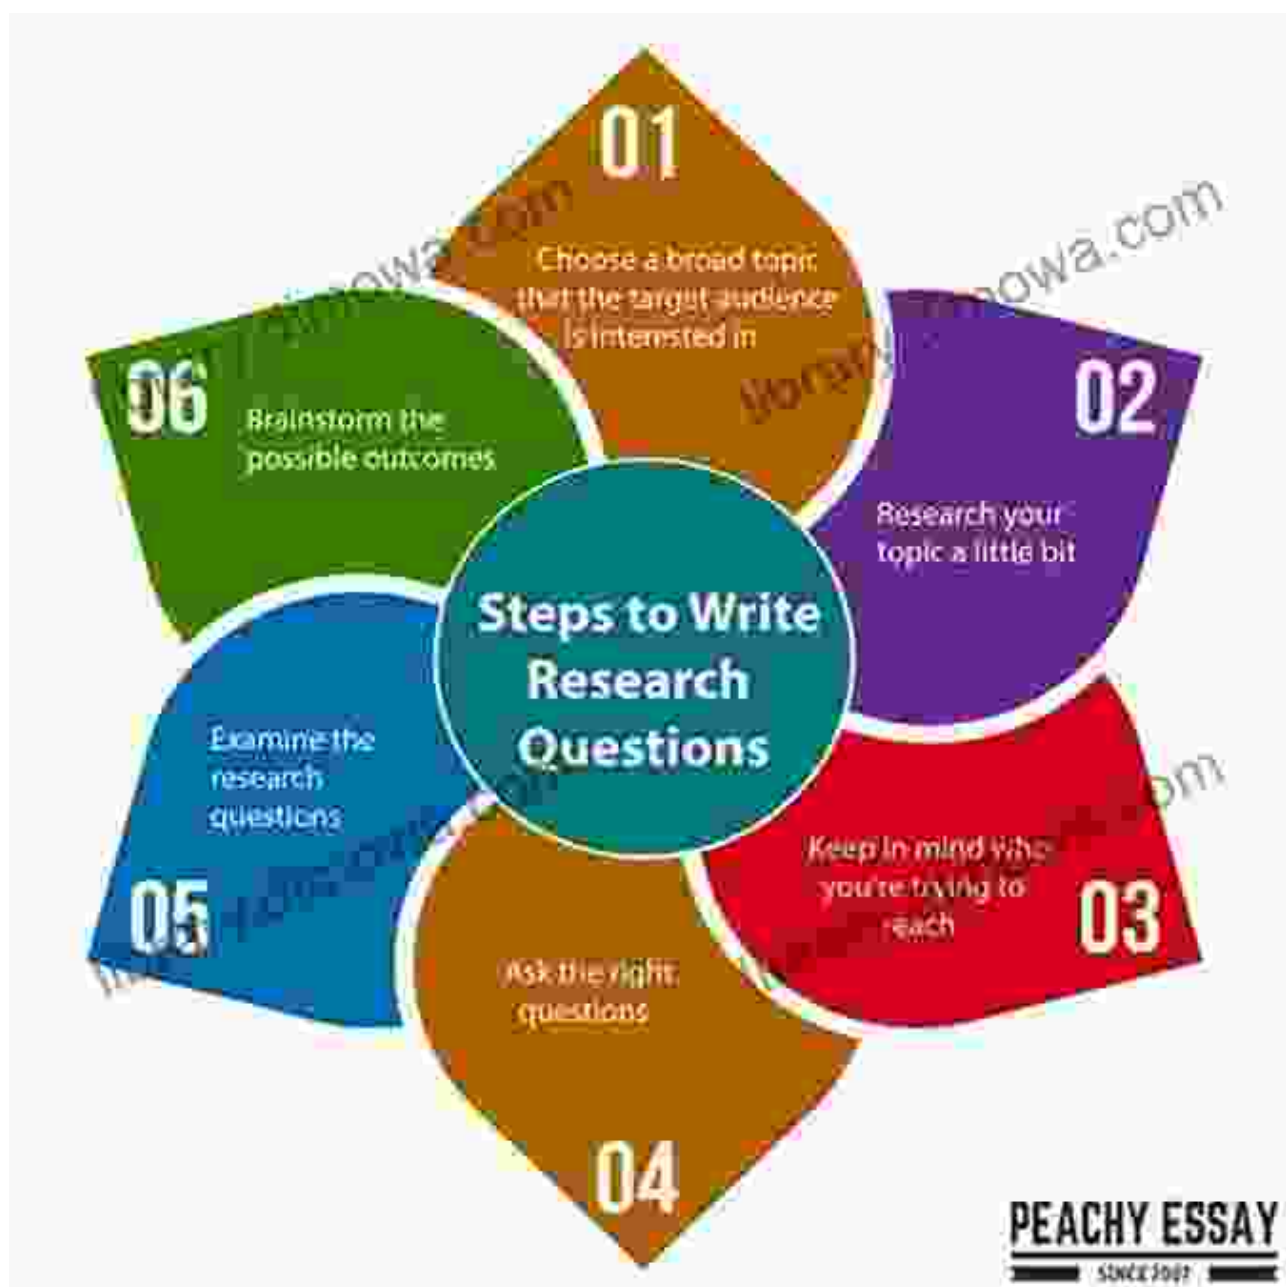 01
Choose a broad topic
that the target audience
is interested in
02
Research your
topic a little bit
03
Keep in mind who
you're trying to
reach
04
Ask the right
questions
05
Examine the
research
questions
06
Brainstorm the
possible outcomes
Steps to Write
Research
Questions
PEACHY ESSAY